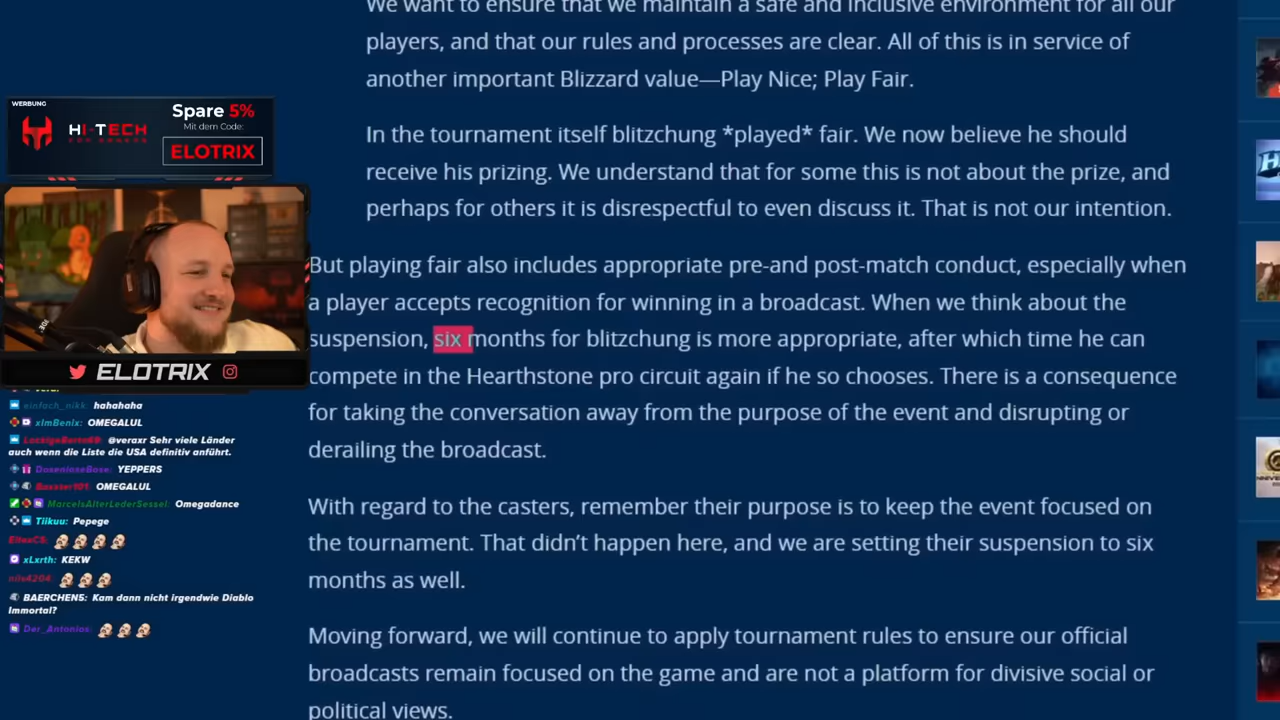 We want to ensure that we maintain a safe and inclusive environment for all our
players, and that our rules and processes are clear. All of this is in service of
another important Blizzard value—Play Nice; Play Fair.
In the tournament itself blitzchung *played* fair. We now believe he should
receive his prizing. We understand that for some this is not about the prize, and
perhaps for others it is disrespectful to even discuss it. That is not our intention.
But playing fair also includes appropriate pre-and post-match conduct, especially when
a player accepts recognition for winning in a broadcast. When we think about the
suspension, six months for blitzchung is more appropriate, after which time he can
compete in the Hearthstone pro circuit again if he so chooses. There is a consequence
for taking the conversation away from the purpose of the event and disrupting or
derailing the broadcast.
With regard to the casters, remember their purpose is to keep the event focused on
the tournament. That didn’t happen here, and we are setting their suspension to six
months as well.
Moving forward, we will continue to apply tournament rules to ensure our official
broadcasts remain focused on the game and are not a platform for divisive social or
political views.
WERBUNG
HI-TECH
Spare 5%
Mit dem Code:
ELOTRIX
ELOTRIX
einfach_nikk: hahahaha
xImBenix: OMEGALUL
@veraxr Sehr viele Länder
auch wenn die Liste die USA definitiv anführt.
DosenloseBase: YEPPERS
Baxster101: OMEGALUL
MarcelsAlterLederSessel: Omegadance
Tiikuu: Pepege
EltexCS:
xLxrth: KEKW
nils4204:
BAERCHEN5: Kam dann nicht irgendwie Diablo
Immortal?
Der_Antonias: